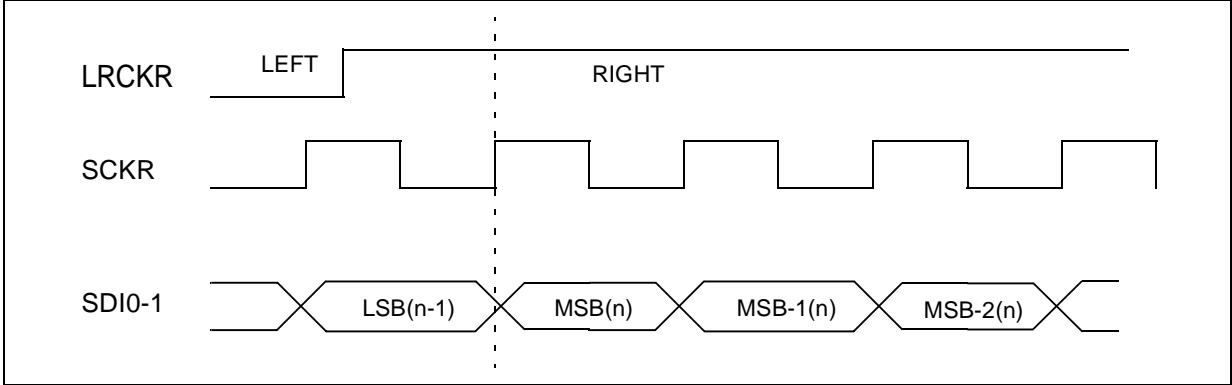 LRCKR
LEFT
RIGHT
SCKR
SDI0-1
LSB(n-1)
MSB(n)
MSB-1(n)
MSB-2(n)